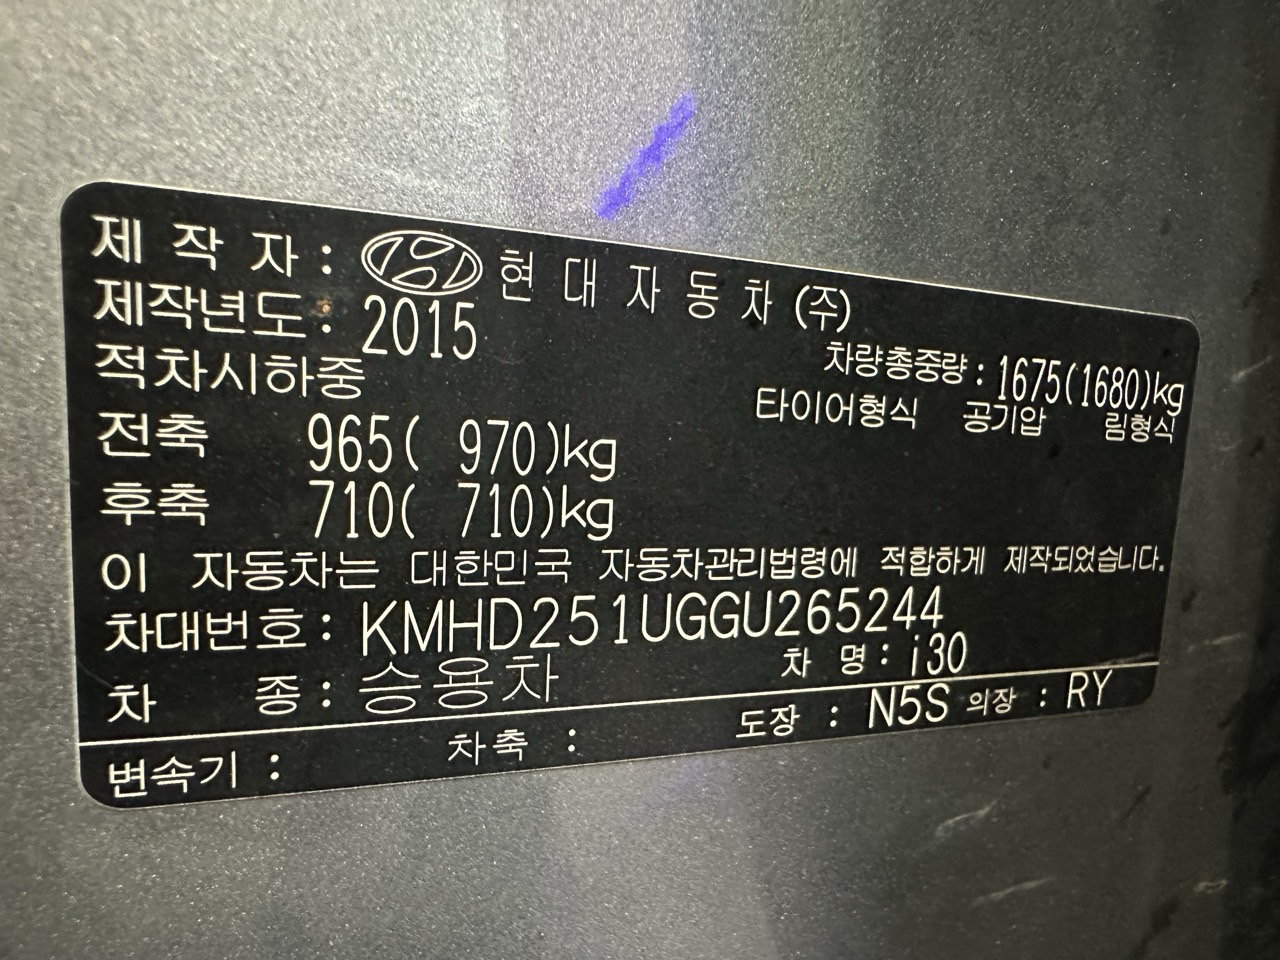 제 작 자 : 현 대 자 동 차 (주)
제작년도 : 2015
적차시하중
차량총중량 : 1675(1680)kg
타이어형식 공기압 림형식
전축 965( 970)kg
후축 710( 710)kg
이 자동차는 대한민국 자동차관리법령에 적합하게 제작되었습니다.
차대번호 : KMHD251UGGU265244
차 종 : 승용차 차 명 : i30
변속기 : 차축 : 도장 : N5S 의장 : RY